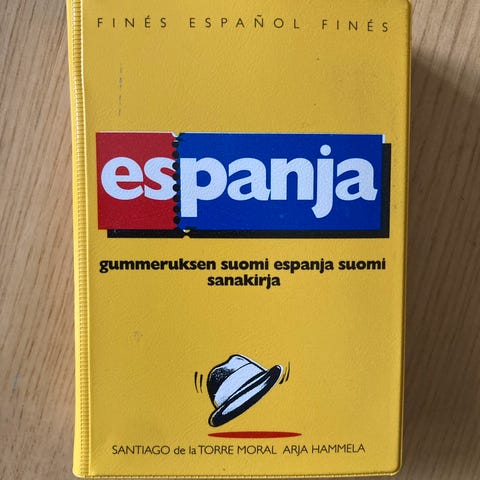 FINÉS ESPAÑOL FINÉS
espanja
gummeruksen suomi espanja suomi
sanakirja
SANTIAGO de la TORRE MORAL ARJA HAMMELA